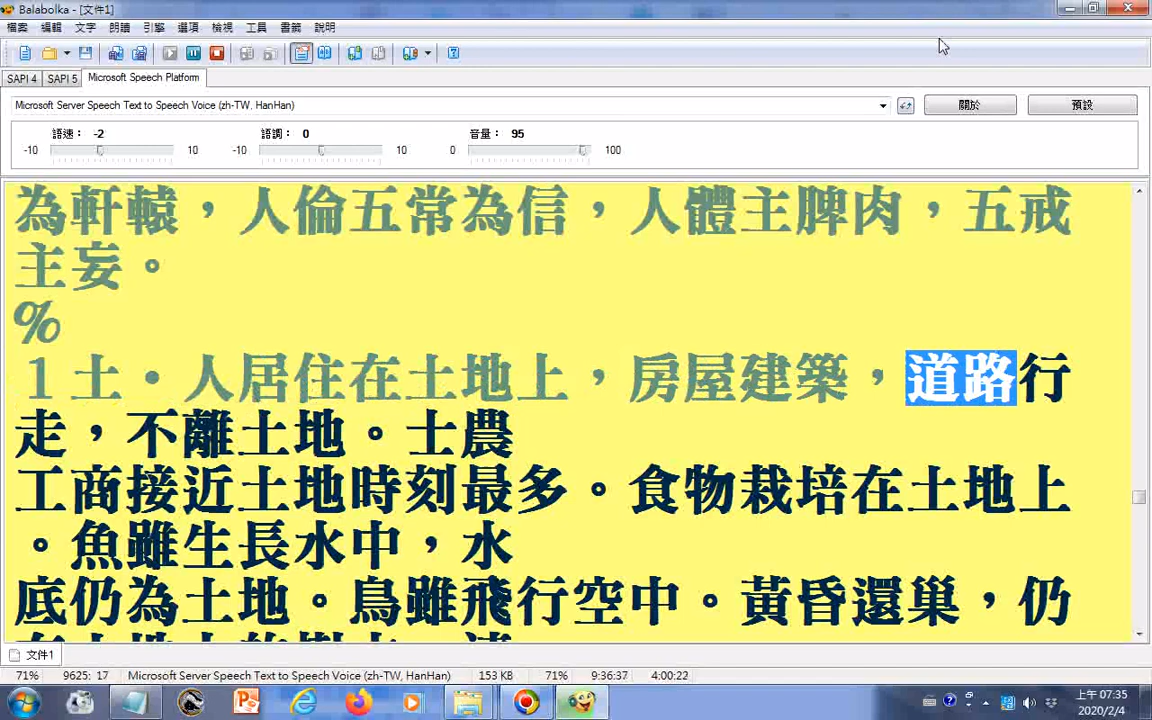 Balabolka - [文件1]
檔案 編輯 文字 朗讀 引擎 選項 檢視 工具 書籤 說明
SAPI 4 SAPI 5 Microsoft Speech Platform
Microsoft Server Speech Text to Speech Voice (zh-TW, HanHan) 關於 預設
語速： -2 語調： 0 音量： 95
-10 10 -10 10 0 100
為軒轅，人倫五常為信，人體主脾肉，五戒
主妄。
%
1土•人居住在土地上，房屋建築，道路行
走，不離土地。士農
工商接近土地時刻最多。食物栽培在土地上
。魚雖生長水中，水
底仍為土地。鳥雖飛行空中。黃昏還巢，仍
文件1
71% 9625: 17 Microsoft Server Speech Text to Speech Voice (zh-TW, HanHan) 153 KB 71% 9:36:37 4:00:22
上午 07:35
2020/2/4